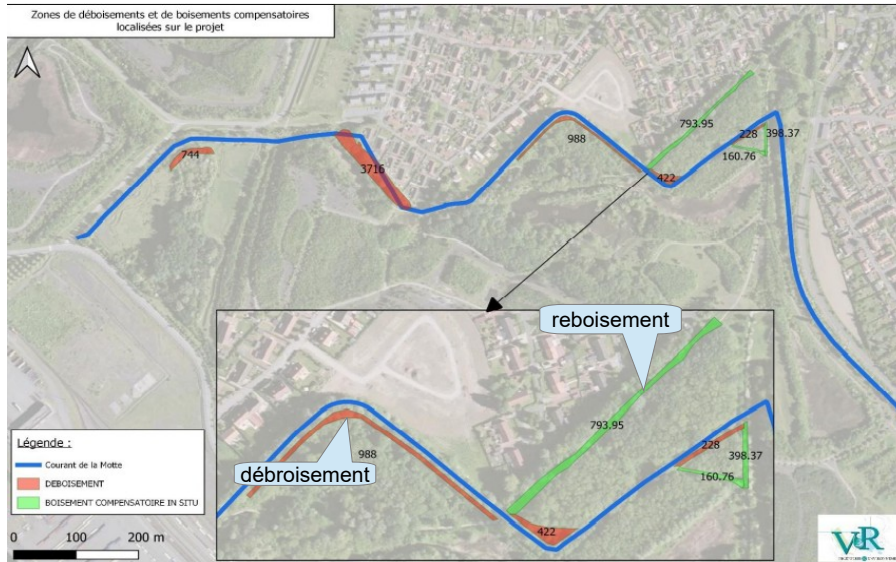 Zones de déboisements et de boisements compensatoires
localisées sur le projet
744
3716
988
422
793.95
228
398.37
160.76
reboisement
débroisement
988
422
793.95
228
398.37
160.76
Légende :
Courant de la Motte
DEBOISEMENT
BOISEMENT COMPENSATOIRE IN SITU
0 100 200 m
V2R